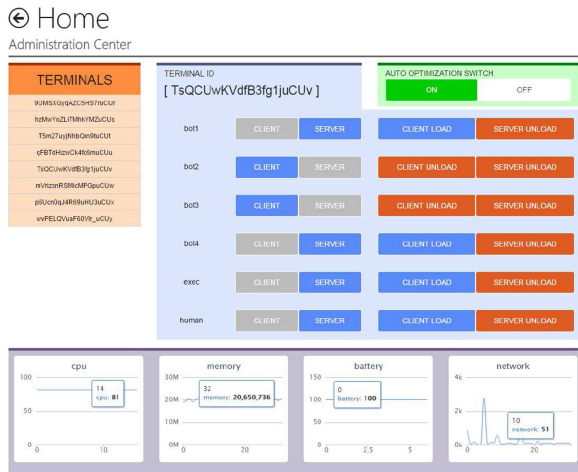 Home
Administration Center
TERMINALS
hzMwYoZLiTMhkYMZuCUs
T5m27uyjNhbQm9tuCUt
qFBTdHizwCk4fc6muCUu
TsQCUwKVdfB3fg1juCUv
mVrizsnRSMicMPGpuCUw
p6Ucn0qJ4R69uHU3uCUx
wvPELQVuaF60Vlr_uCUy
TERMINAL ID
[ TsQCUwKVdfB3fg1juCUv ]
AUTO OPTIMIZATION SWITCH
ON OFF
bot1 CLIENT SERVER CLIENT LOAD SERVER UNLOAD
bot2 CLIENT SERVER CLIENT UNLOAD SERVER UNLOAD
bot3 CLIENT SERVER CLIENT UNLOAD SERVER UNLOAD
bot4 CLIENT SERVER CLIENT LOAD SERVER UNLOAD
exec CLIENT SERVER CLIENT LOAD SERVER UNLOAD
human CLIENT SERVER CLIENT LOAD SERVER UNLOAD
cpu
100
50
0
0 10
14
cpu: 81
memory
30M
20M
10M
0M
0 20
32
memory: 20,650,736
battery
150
100
50
0
0 2.5 5
0
battery: 100
network
4k
2k
0k
0 20
10
network: 51